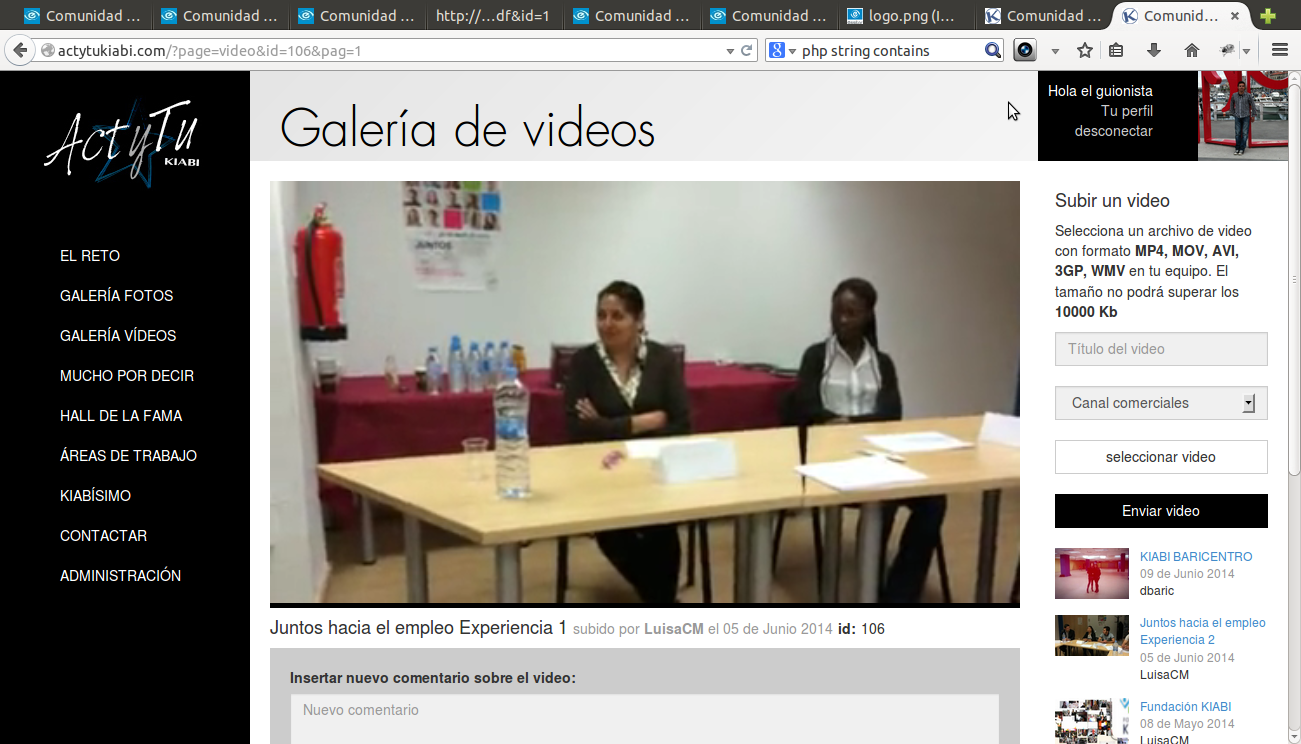 Comunidad ...
Comunidad ...
Comunidad ...
http://...df&id=1
Comunidad ...
Comunidad ...
logo.png (I...
Comunidad ...
Comunid...
actytukiabi.com/?page=video&id=106&pag=1
php string contains
ActyTu
KIABI
EL RETO
GALERÍA FOTOS
GALERÍA VÍDEOS
MUCHO POR DECIR
HALL DE LA FAMA
ÁREAS DE TRABAJO
KIABÍSIMO
CONTACTAR
ADMINISTRACIÓN
Galería de videos
JUNTOS
Juntos hacia el empleo Experiencia 1 subido por LuisaCM el 05 de Junio 2014 id: 106
Insertar nuevo comentario sobre el video:
Nuevo comentario
Hola el guionista
Tu perfil
desconectar
Subir un video
Selecciona un archivo de video
con formato MP4, MOV, AVI,
3GP, WMV en tu equipo. El
tamaño no podrá superar los
10000 Kb
Título del video
Canal comerciales
seleccionar video
Enviar video
KIABI BARICENTRO
09 de Junio 2014
dbaric
Juntos hacia el empleo
Experiencia 2
05 de Junio 2014
LuisaCM
Fundación KIABI
08 de Mayo 2014
LuisaCM